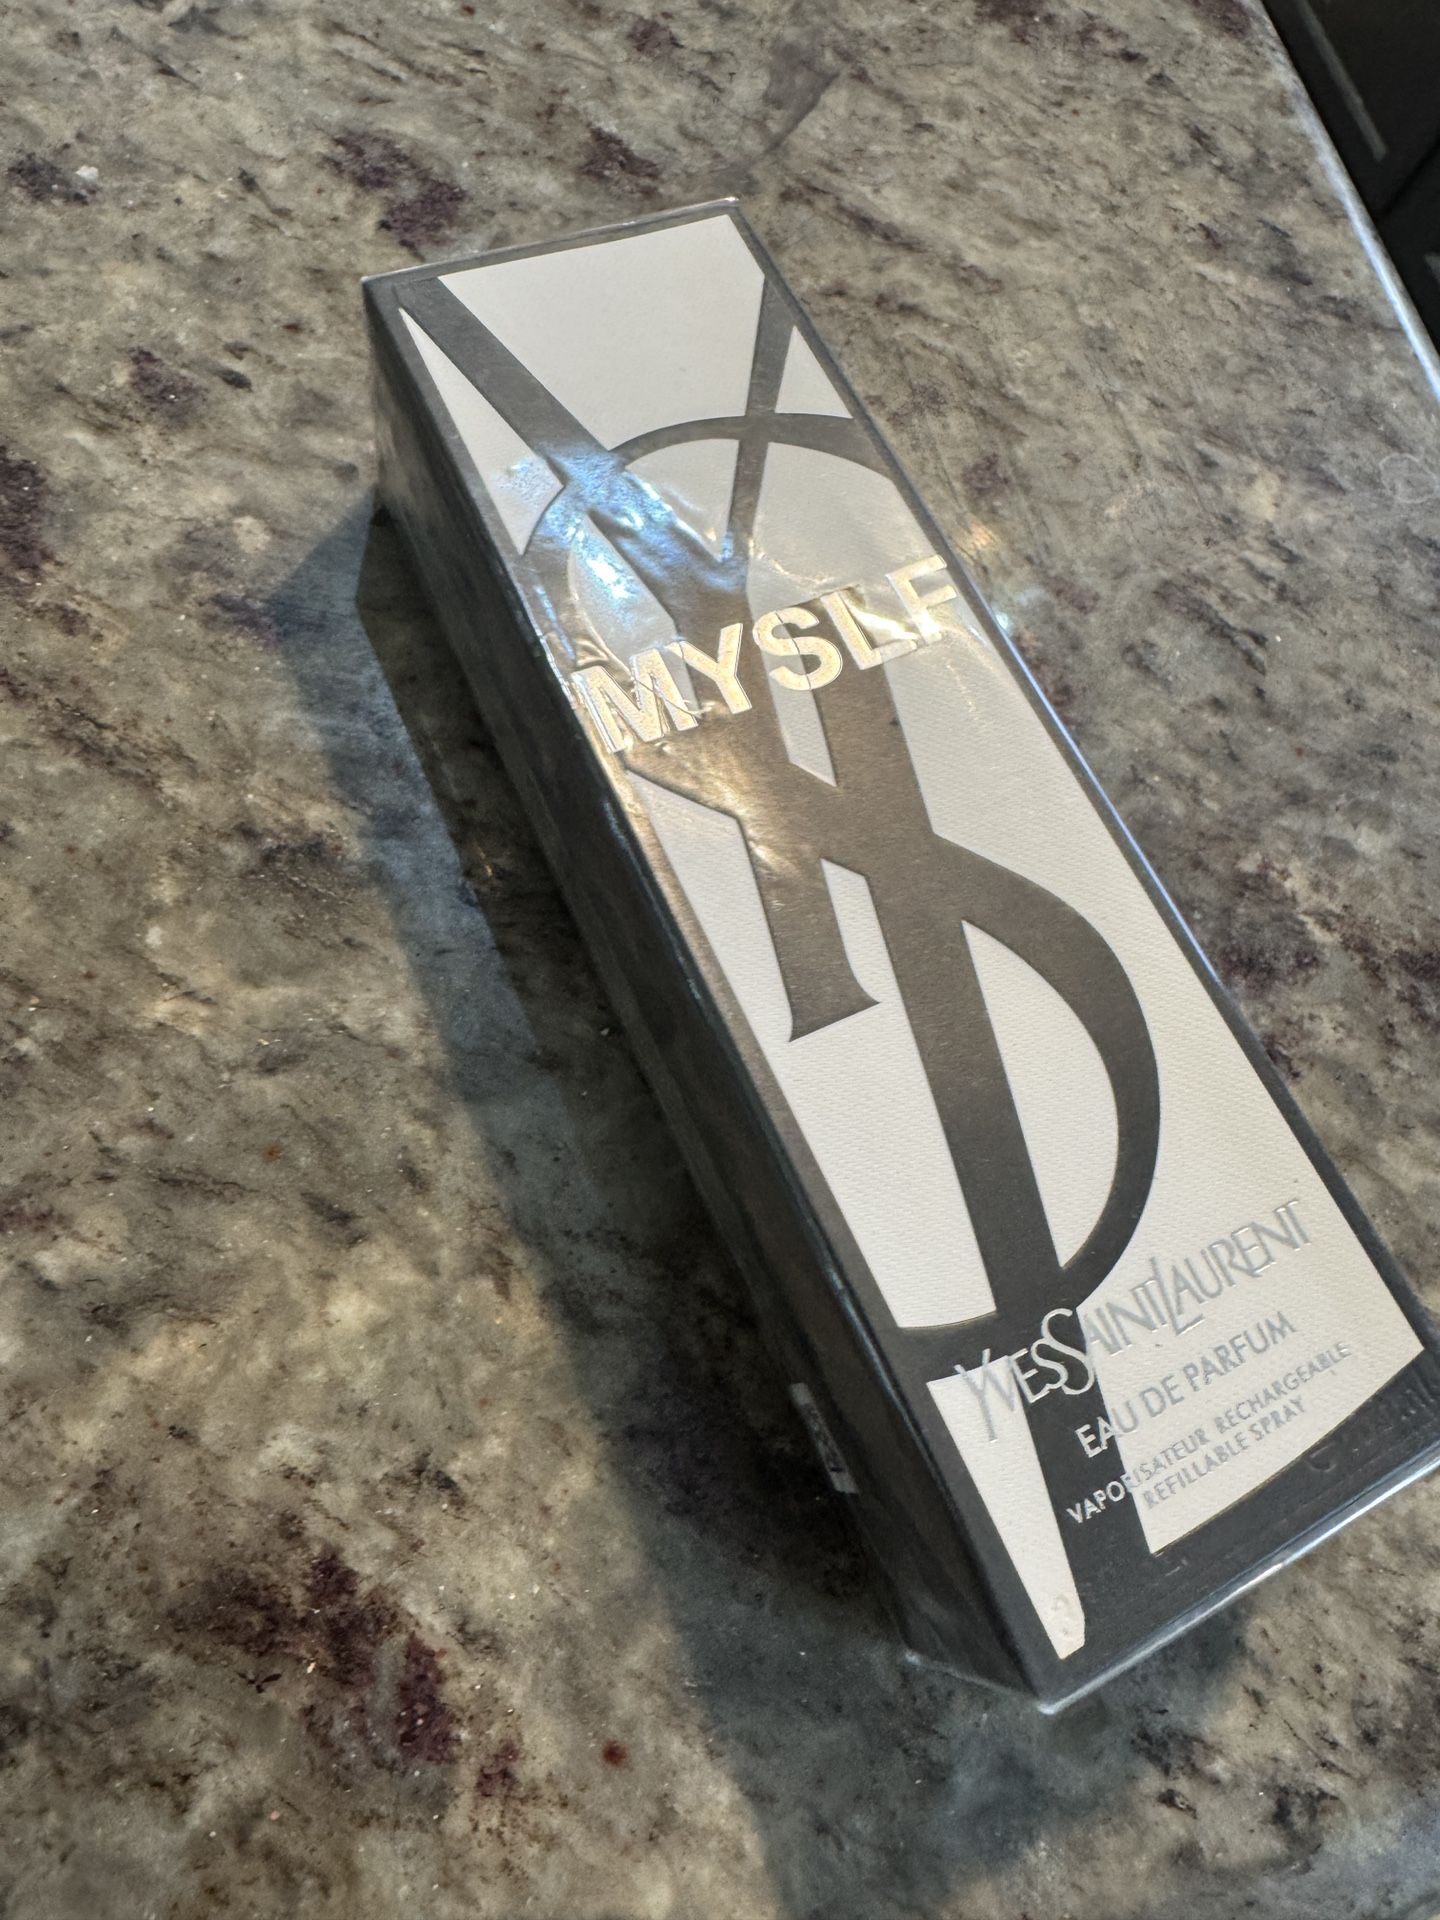 MYSLF
YVESSAINTLAURENT
EAU DE PARFUM
VAPORISATEUR RECHARGEABLE
REFILLABLE SPRAY